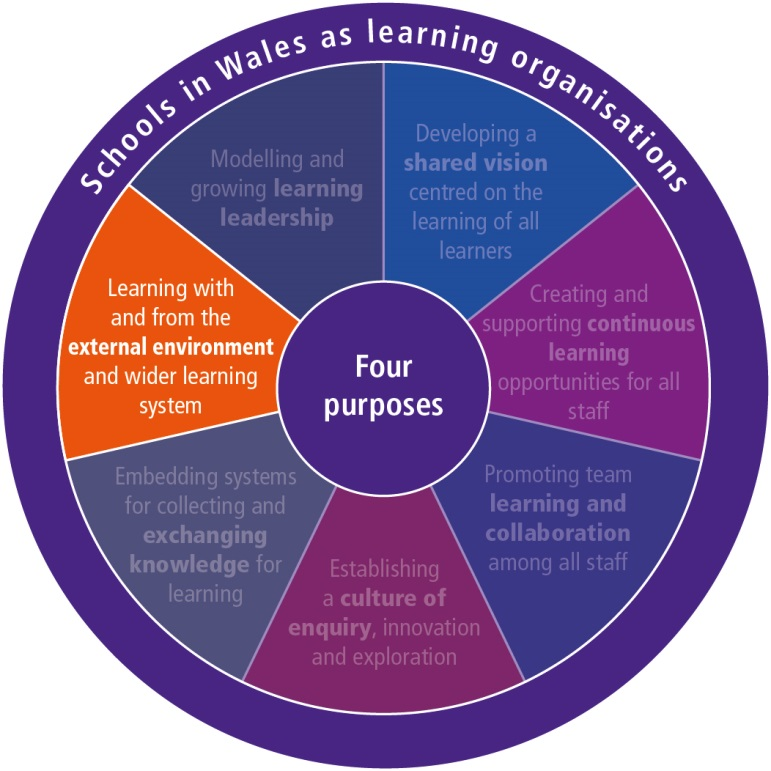 Schools in Wales as learning organisations
Developing a
shared vision
centred on the
learning of all
learners
Creating and
supporting continuous
learning
opportunities for all
staff
Promoting team
learning and
collaboration
among all staff
Establishing
a culture of
enquiry, innovation
and exploration
Embedding systems
for collecting and
exchanging
knowledge for
learning
Learning with
and from the
external environment
and wider learning
system
Modelling and
growing learning
leadership
Four
purposes